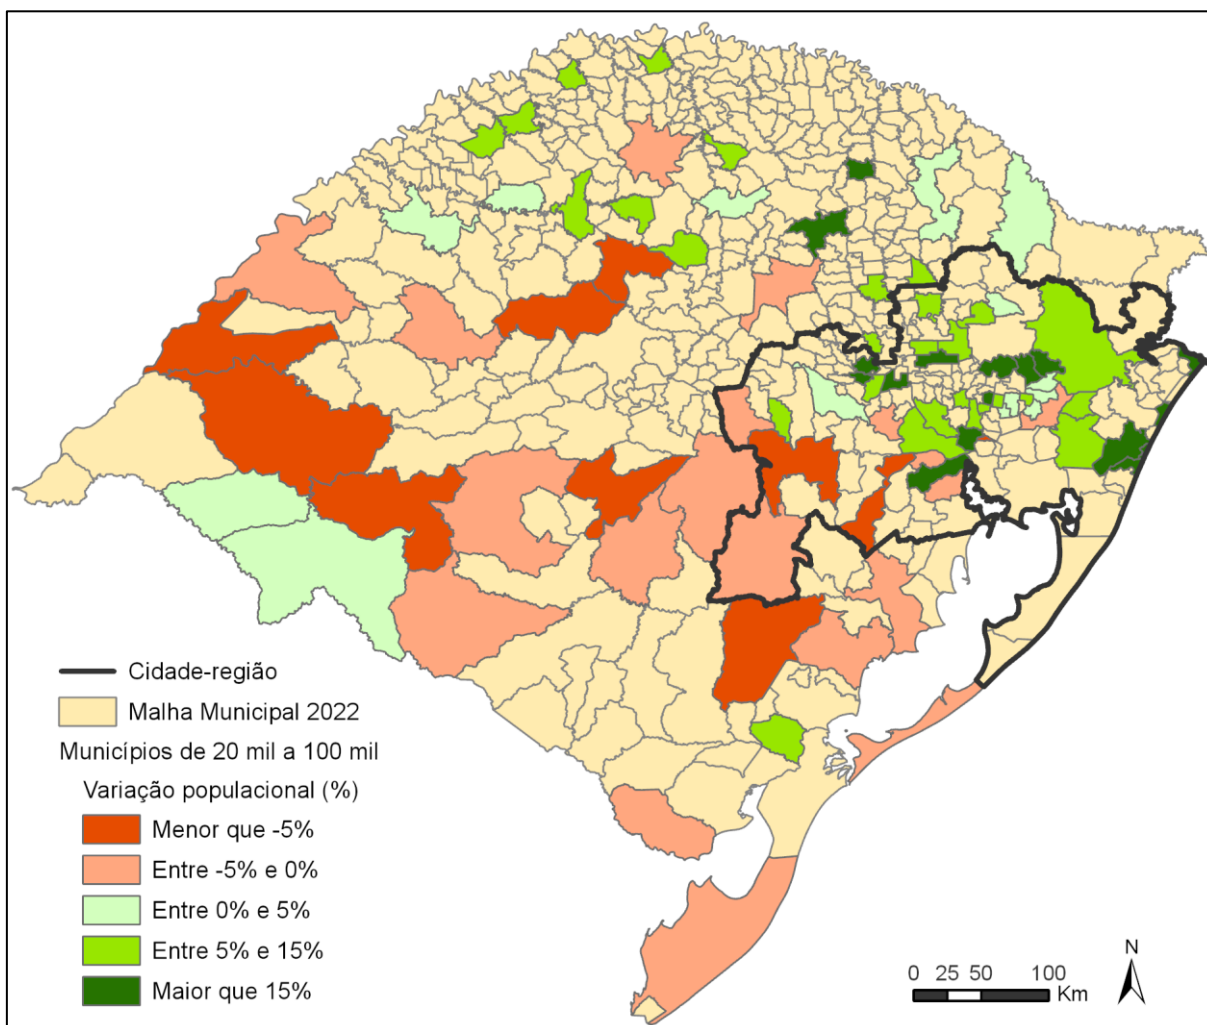 Cidade-região
Malha Municipal 2022
Municípios de 20 mil a 100 mil
Variação populacional (%)
Menor que -5%
Entre -5% e 0%
Entre 0% e 5%
Entre 5% e 15%
Maior que 15%
N
0 25 50 100
Km